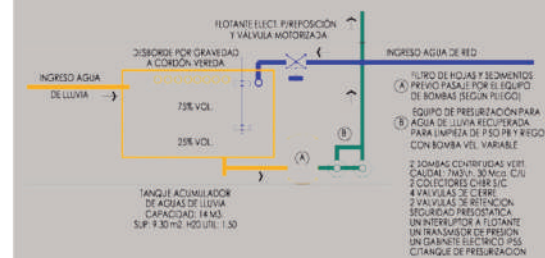 FLOTANTE ELECT. P/REPOSICIÓN
Y VÁLVULA MOTORIZADA
DISBORDE POR GRAVEDAD
A CORDÓN VEREDA
INGRESO AGUA DE RED
INGRESO AGUA
DE LLUVIA
75% VOL.
25% VOL.
FILTRO DE HOJAS Y SEDIMENTOS
A PREVIO PASAJE POR EL EQUIPO
DE BOMBAS (SEGÚN PLIEGO)
EQUIPO DE PRESURIZACIÓN PARA
B AGUA DE LLUVIA RECUPERADA
PARA LIMPIEZA DE PISO PB Y RIEGO
CON BOMBA VEL. VARIABLE
B
A
TANQUE ACUMULADOR
DE AGUAS DE LLUVIA
CAPACIDAD: 14 M3.
SUP: 9.30 m2. H20 UTIL: 1.50
2 BOMBAS CENTRIFUGAS VERT.
CAUDAL: 7M3\h. 30 Mca. C/U
2 COLECTORES CHBR S/C
4 VALVULAS DE CIERRE
2 VALVULAS DE RETENCION
SEGURIDAD PRESOSTATICA
UN INTERRUPTOR A FLOTANTE
UN TRANSMISOR DE PRESION
UN GABINETE ELECTRICO IP55
C/TANQUE DE PRESURIZACION